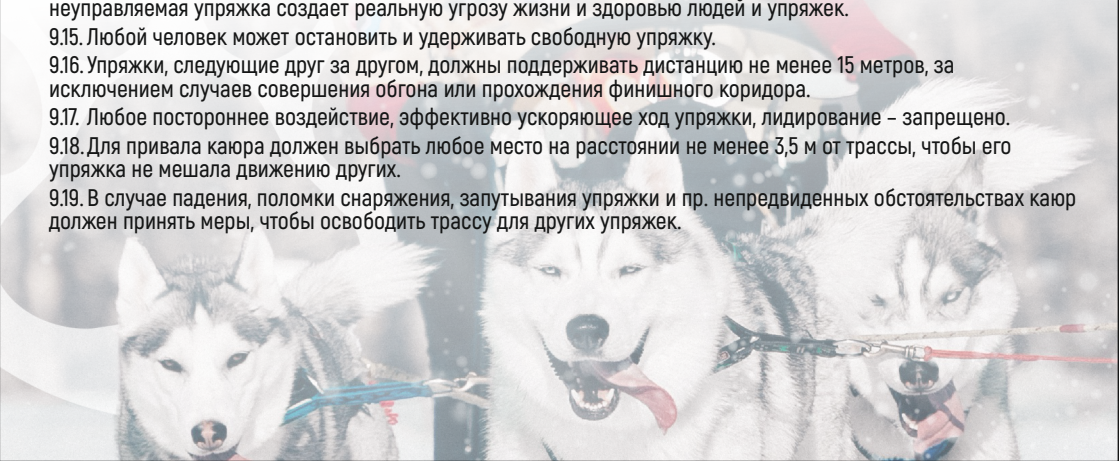 неуправляемая упряжка создает реальную угрозу жизни и здоровью людей и упряжек.
9.15. Любой человек может остановить и удерживать свободную упряжку.
9.16. Упряжки, следующие друг за другом, должны поддерживать дистанцию не менее 15 метров, за
исключением случаев совершения обгона или прохождения финишного коридора.
9.17. Любое постороннее воздействие, эффективно ускоряющее ход упряжки, лидирование – запрещено.
9.18. Для привала каюра должен выбрать любое место на расстоянии не менее 3,5 м от трассы, чтобы его
упряжка не мешала движению других.
9.19. В случае падения, поломки снаряжения, запутывания упряжки и пр. непредвиденных обстоятельствах каюр
должен принять меры, чтобы освободить трассу для других упряжек.